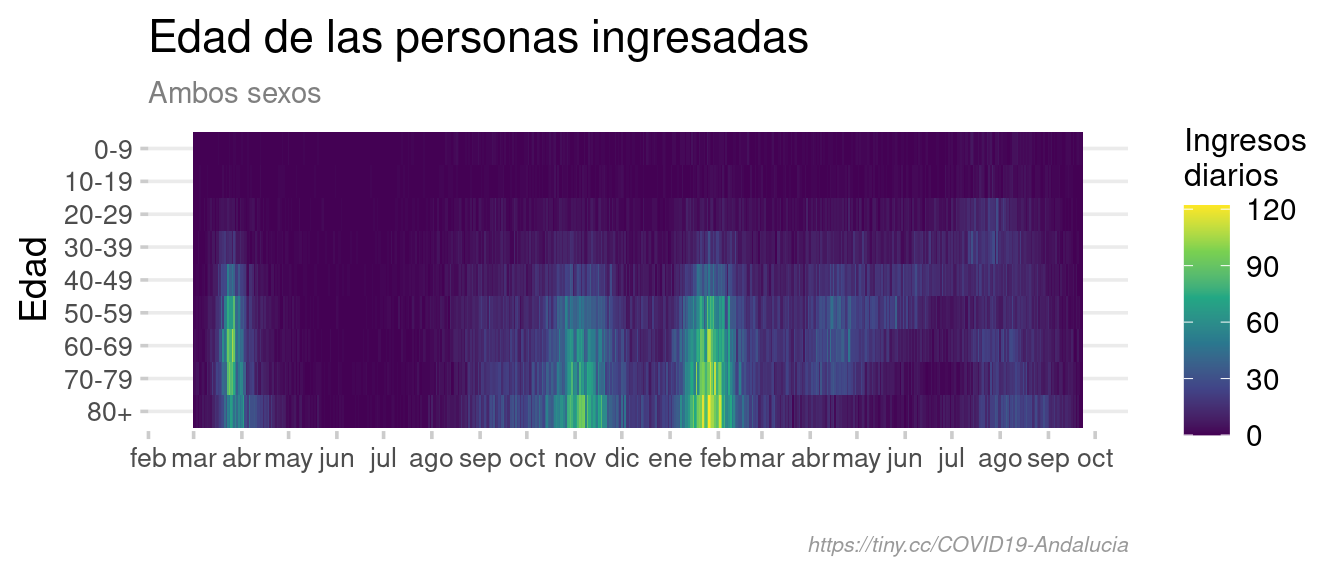 Edad de las personas ingresadas
Ambos sexos
Edad
0-9
10-19
20-29
30-39
40-49
50-59
60-69
70-79
80+
feb mar abr may jun jul ago sep oct nov dic ene feb mar abr may jun jul ago sep oct
Ingresos
diarios
120
90
60
30
0
https://tiny.cc/COVID19-Andalucia